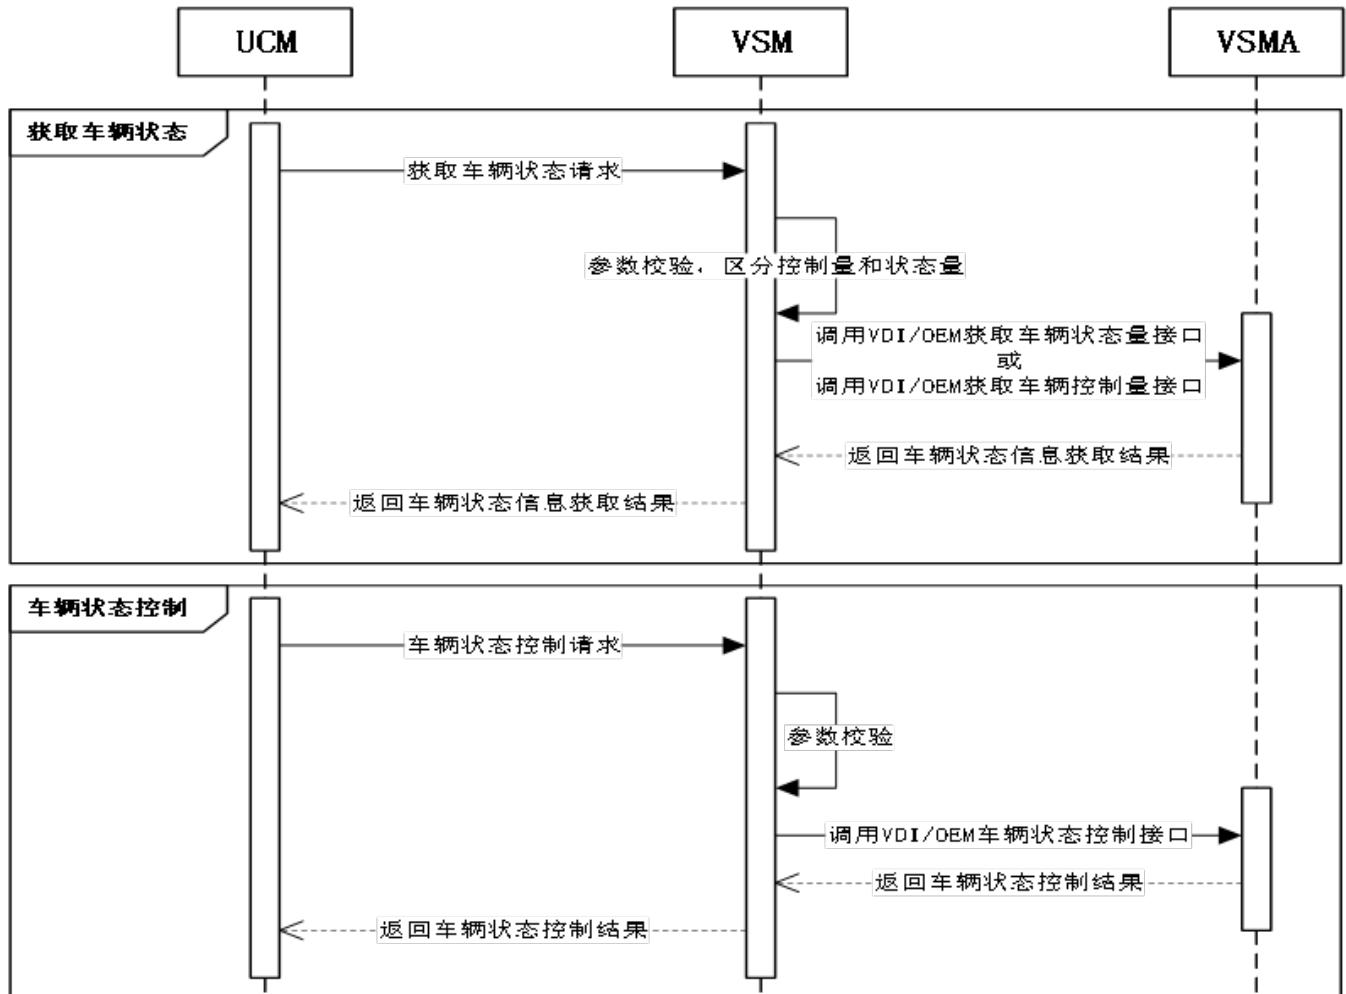 UCM
VSM
VSMA
获取车辆状态
获取车辆状态请求
参数校验，区分控制量和状态量
调用VDI/OEM获取车辆状态量接口
或
调用VDI/OEM获取车辆控制量接口
返回车辆状态信息获取结果
返回车辆状态信息获取结果
车辆状态控制
车辆状态控制请求
参数校验
调用VDI/OEM车辆状态控制接口
返回车辆状态控制结果
返回车辆状态控制结果